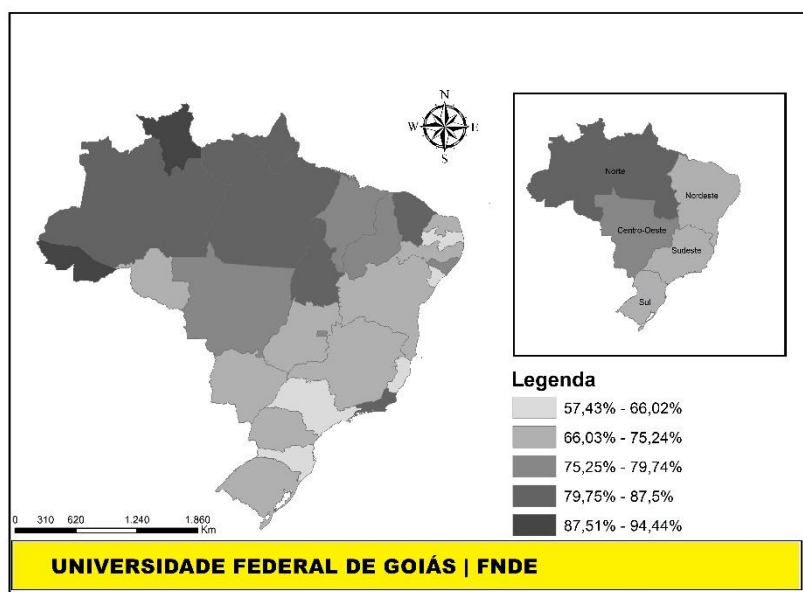 N
W E
S
Norte
Nordeste
Centro-Oeste
Sudeste
Sul
Legenda
57,43% - 66,02%
66,03% - 75,24%
75,25% - 79,74%
79,75% - 87,5%
87,51% - 94,44%
0 310 620 1.240 1.860
Km
UNIVERSIDADE FEDERAL DE GOIÁS | FNDE